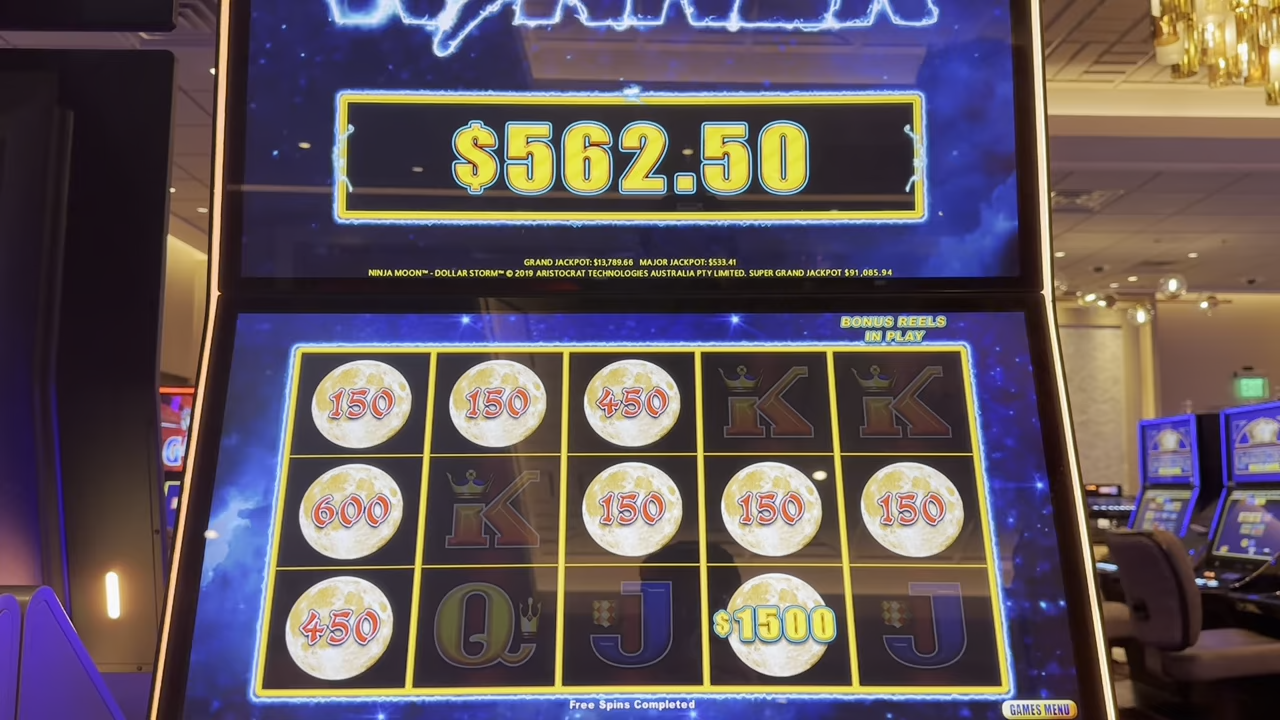 $562.50
GRAND JACKPOT: $13,789.66 MAJOR JACKPOT: $533.41
NINJA MOON™ - DOLLAR STORM™ © 2019 ARISTOCRAT TECHNOLOGIES AUSTRALIA PTY LIMITED. SUPER GRAND JACKPOT $91,085.94
BONUS REELS
IN PLAY
150 150 450 K K
600 K 150 150 150
450 Q J $1500 J
Free Spins Completed
GAMES MENU